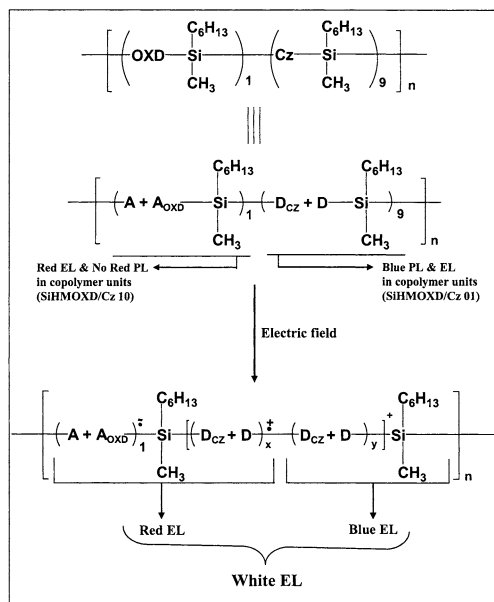 C6H13 C6H13
[(OXD—Si)1 (Cz—Si)9]n
CH3 CH3
C6H13 C6H13
[(A + AOXD—Si)1 (DCZ + D—Si)9]n
CH3 CH3
Red EL & No Red PL
in copolymer units
(SiHMOXD/Cz 10)
Blue PL & EL
in copolymer units
(SiHMOXD/Cz 01)
Electric field
C6H13 C6H13
[(A + AOXD)1—Si—[(DCZ + D)x—(DCZ + D)y]+ Si]n
CH3 CH3
Red EL
Blue EL
White EL